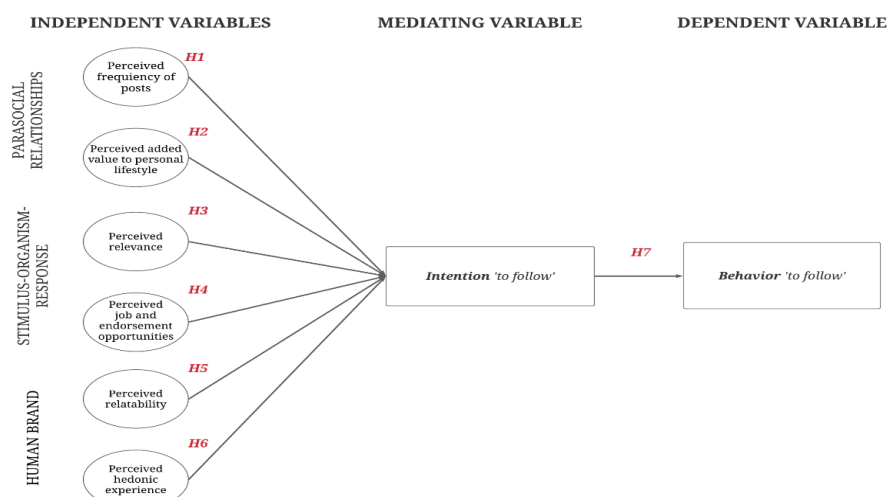 INDEPENDENT VARIABLES
MEDIATING VARIABLE
DEPENDENT VARIABLE
PARASOCIAL
RELATIONSHIPS
H1
Perceived
frequiency of
posts
H2
Perceived added
value to personal
lifestyle
STIMULUS-ORGANISM-
RESPONSE
H3
Perceived
relevance
H4
Perceived
job and
endorsement
opportunities
HUMAN BRAND
H5
Perceived
relatability
H6
Perceived
hedonic
experience
Intention 'to follow'
H7
Behavior 'to follow'